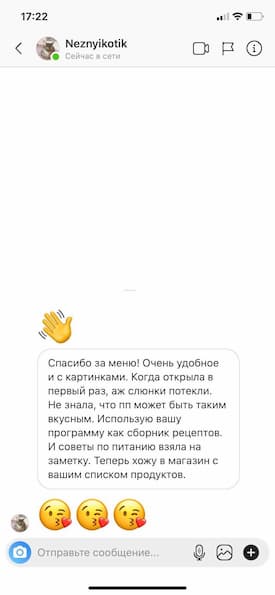 17:22
Neznyikotik
Сейчас в сети
Спасибо за меню! Очень удобное
и с картинками. Когда открыла в
первый раз, аж слюнки потекли.
Не знала, что пп может быть таким
вкусным. Использую вашу
программу как сборник рецептов.
И советы по питанию взяла на
заметку. Теперь хожу в магазин с
вашим списком продуктов.
Отправьте сообщение...